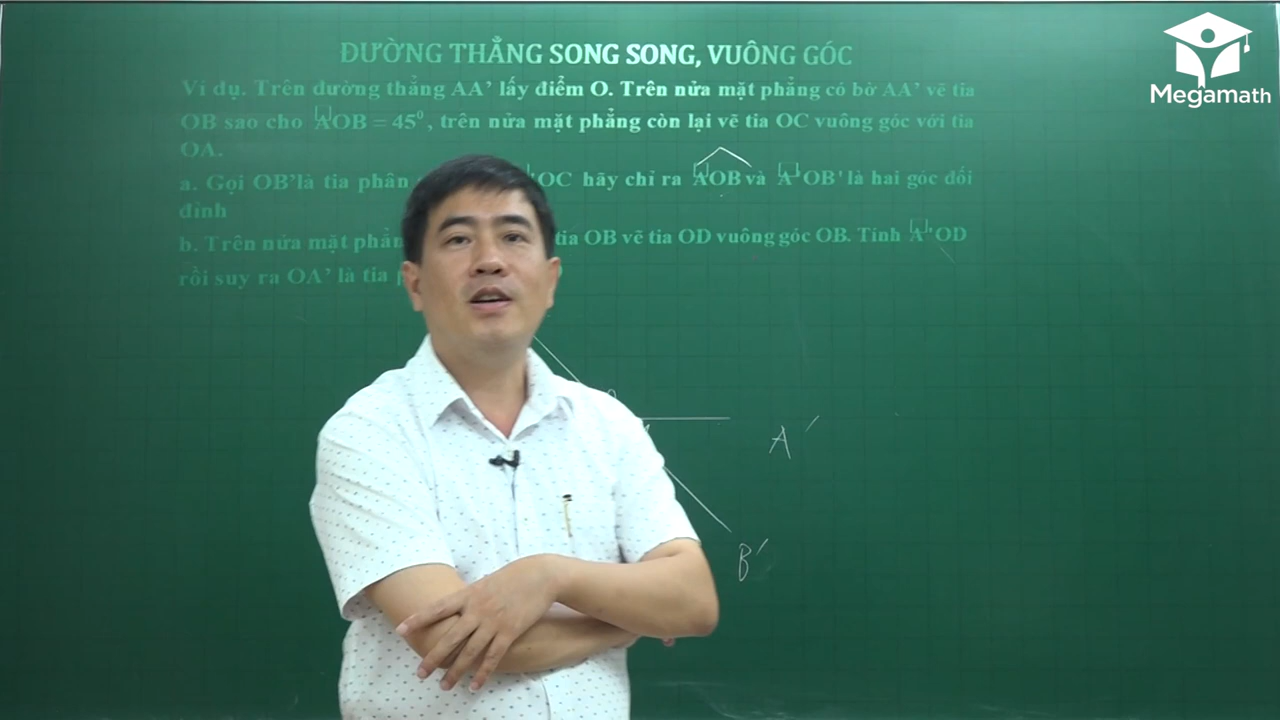 ĐƯỜNG THẲNG SONG SONG, VUÔNG GÓC
Megamath
Ví dụ. Trên đường thẳng AA' lấy điểm O. Trên nửa mặt phẳng có bờ AA' vẽ tia
OB sao cho AOB = 45⁰, trên nửa mặt phẳng còn lại vẽ tia OC vuông góc với tia
OA.
a. Gọi OB'là tia phân 'OC hãy chỉ ra AOB và A'OB' là hai góc đối
đỉnh
b. Trên nửa mặt phẳn tia OB vẽ tia OD vuông góc OB. Tính A'OD
rồi suy ra OA' là tia
A'
B'